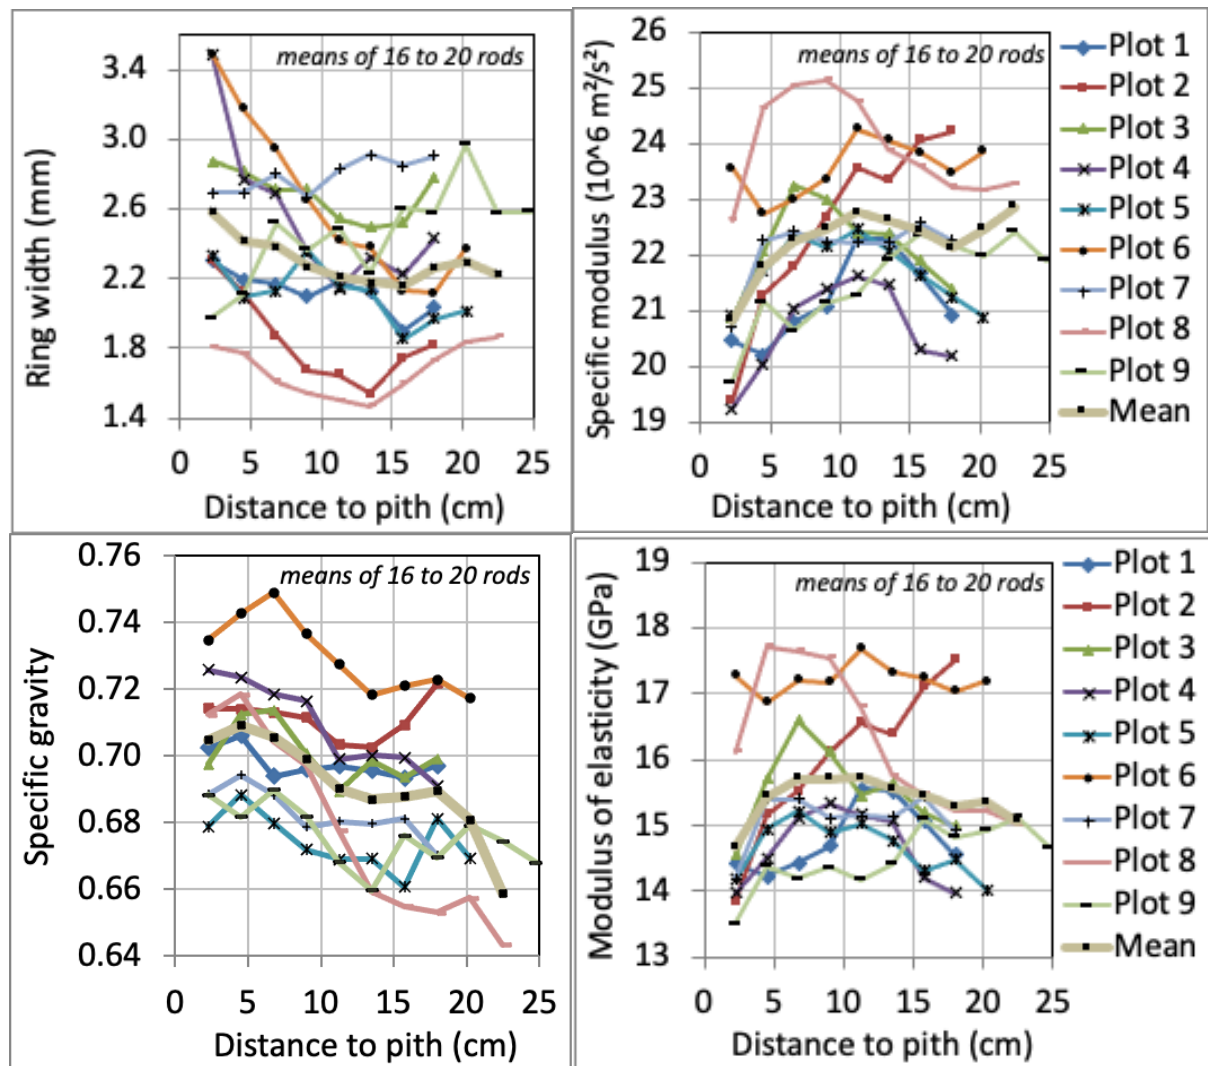 means of 16 to 20 rods
3.4
3.0
2.6
2.2
1.8
1.4
Ring width (mm)
0 5 10 15 20 25
Distance to pith (cm)
means of 16 to 20 rods
26
25
24
23
22
21
20
19
Specific modulus (10^6 m²/s²)
0 5 10 15 20 25
Distance to pith (cm)
Plot 1
Plot 2
Plot 3
Plot 4
Plot 5
Plot 6
Plot 7
Plot 8
Plot 9
Mean
means of 16 to 20 rods
0.76
0.74
0.72
0.70
0.68
0.66
0.64
Specific gravity
0 5 10 15 20 25
Distance to pith (cm)
means of 16 to 20 rods
19
18
17
16
15
14
13
Modulus of elasticity (GPa)
0 5 10 15 20 25
Distance to pith (cm)
Plot 1
Plot 2
Plot 3
Plot 4
Plot 5
Plot 6
Plot 7
Plot 8
Plot 9
Mean